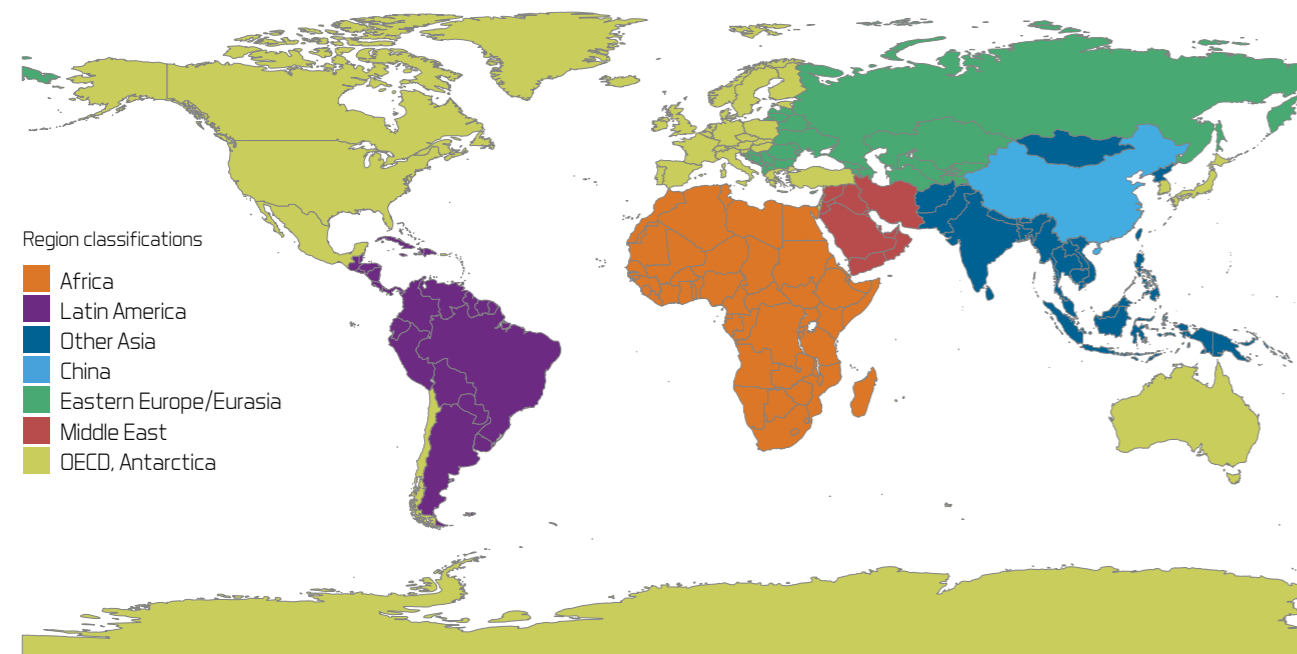 Region classifications
Africa
Latin America
Other Asia
China
Eastern Europe/Eurasia
Middle East
OECD, Antarctica